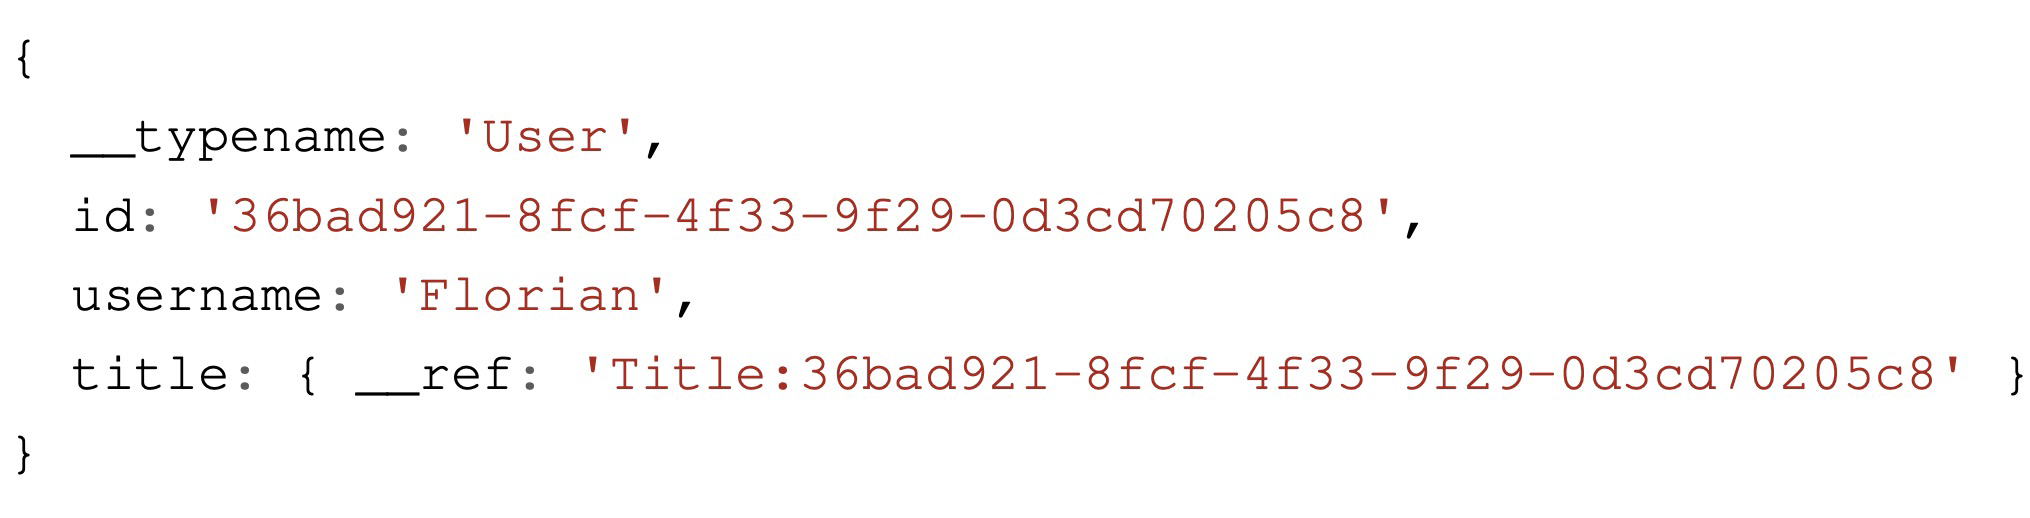 {
  __typename: 'User',
  id: '36bad921-8fcf-4f33-9f29-0d3cd70205c8',
  username: 'Florian',
  title: { __ref: 'Title:36bad921-8fcf-4f33-9f29-0d3cd70205c8' }
}